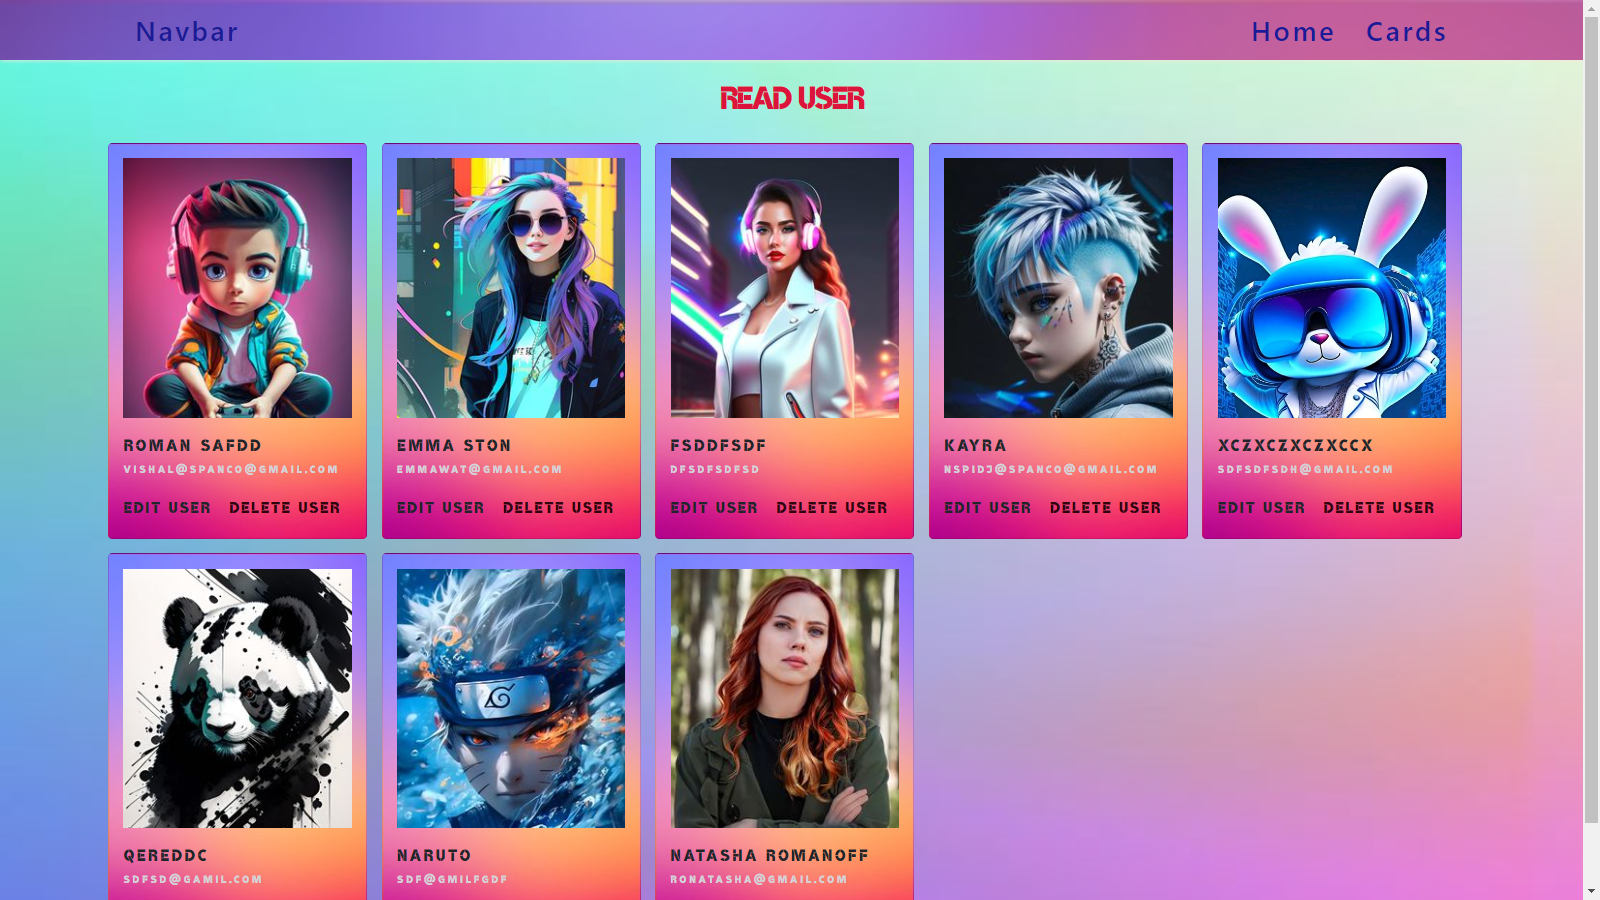 Navbar
Home
Cards
READ USER
ROMAN SAFDD
VISHAL@SPANCO@GMAIL.COM
EDIT USER
DELETE USER
EMMA STON
EMMAWAT@GMAIL.COM
EDIT USER
DELETE USER
FSDDFSDF
DFSDFSDFSD
EDIT USER
DELETE USER
KAYRA
NSPIDJ@SPANCO@GMAIL.COM
EDIT USER
DELETE USER
XCZXCZXCZXCCX
SDFSDFSDH@GMAIL.COM
EDIT USER
DELETE USER
QEREDDC
SDFSD@GAMIL.COM
NARUTO
SDF@GMILFGDF
NATASHA ROMANOFF
RONATASHA@GMAIL.COM